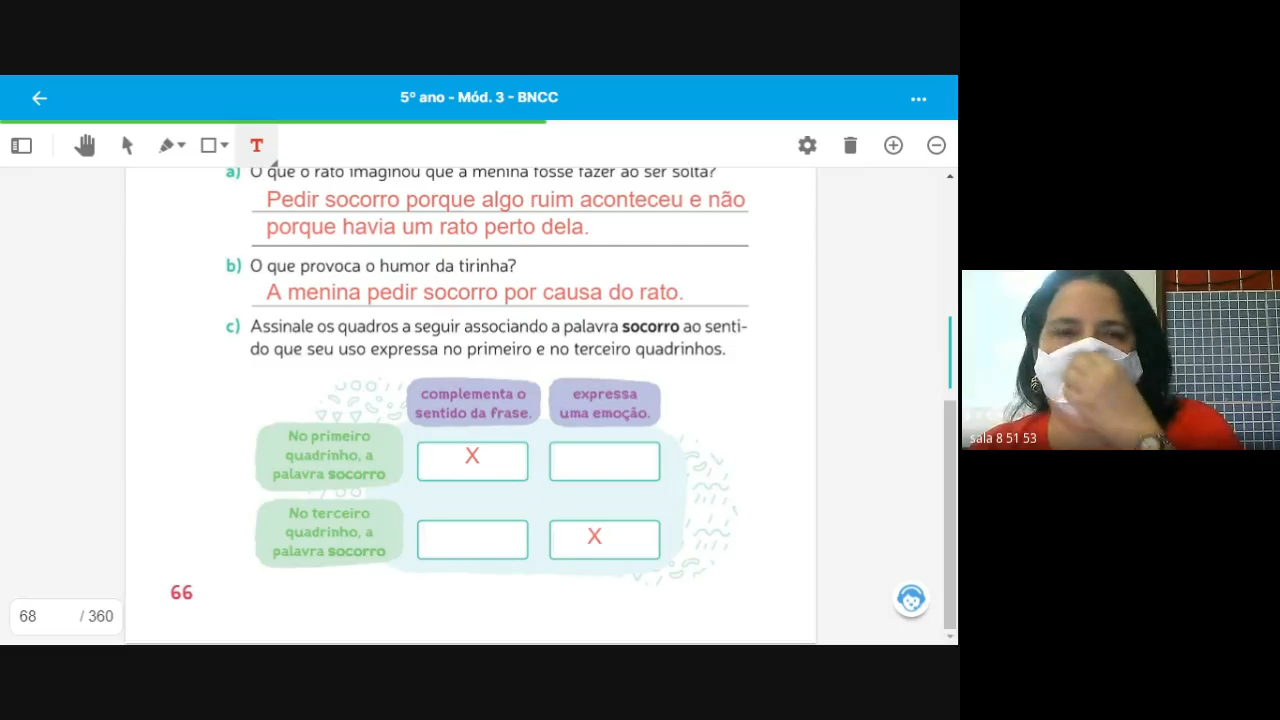 5º ano - Mód. 3 - BNCC
T
a) O que o rato imaginou que a menina fosse fazer ao ser solta?
Pedir socorro porque algo ruim aconteceu e não
porque havia um rato perto dela.
b) O que provoca o humor da tirinha?
A menina pedir socorro por causa do rato.
c) Assinale os quadros a seguir associando a palavra socorro ao senti-
do que seu uso expressa no primeiro e no terceiro quadrinhos.
complementa o
sentido da frase.
expressa
uma emoção.
No primeiro
quadrinho, a
palavra socorro
X
No terceiro
quadrinho, a
palavra socorro
X
66
68 / 360
sala 8 51 53